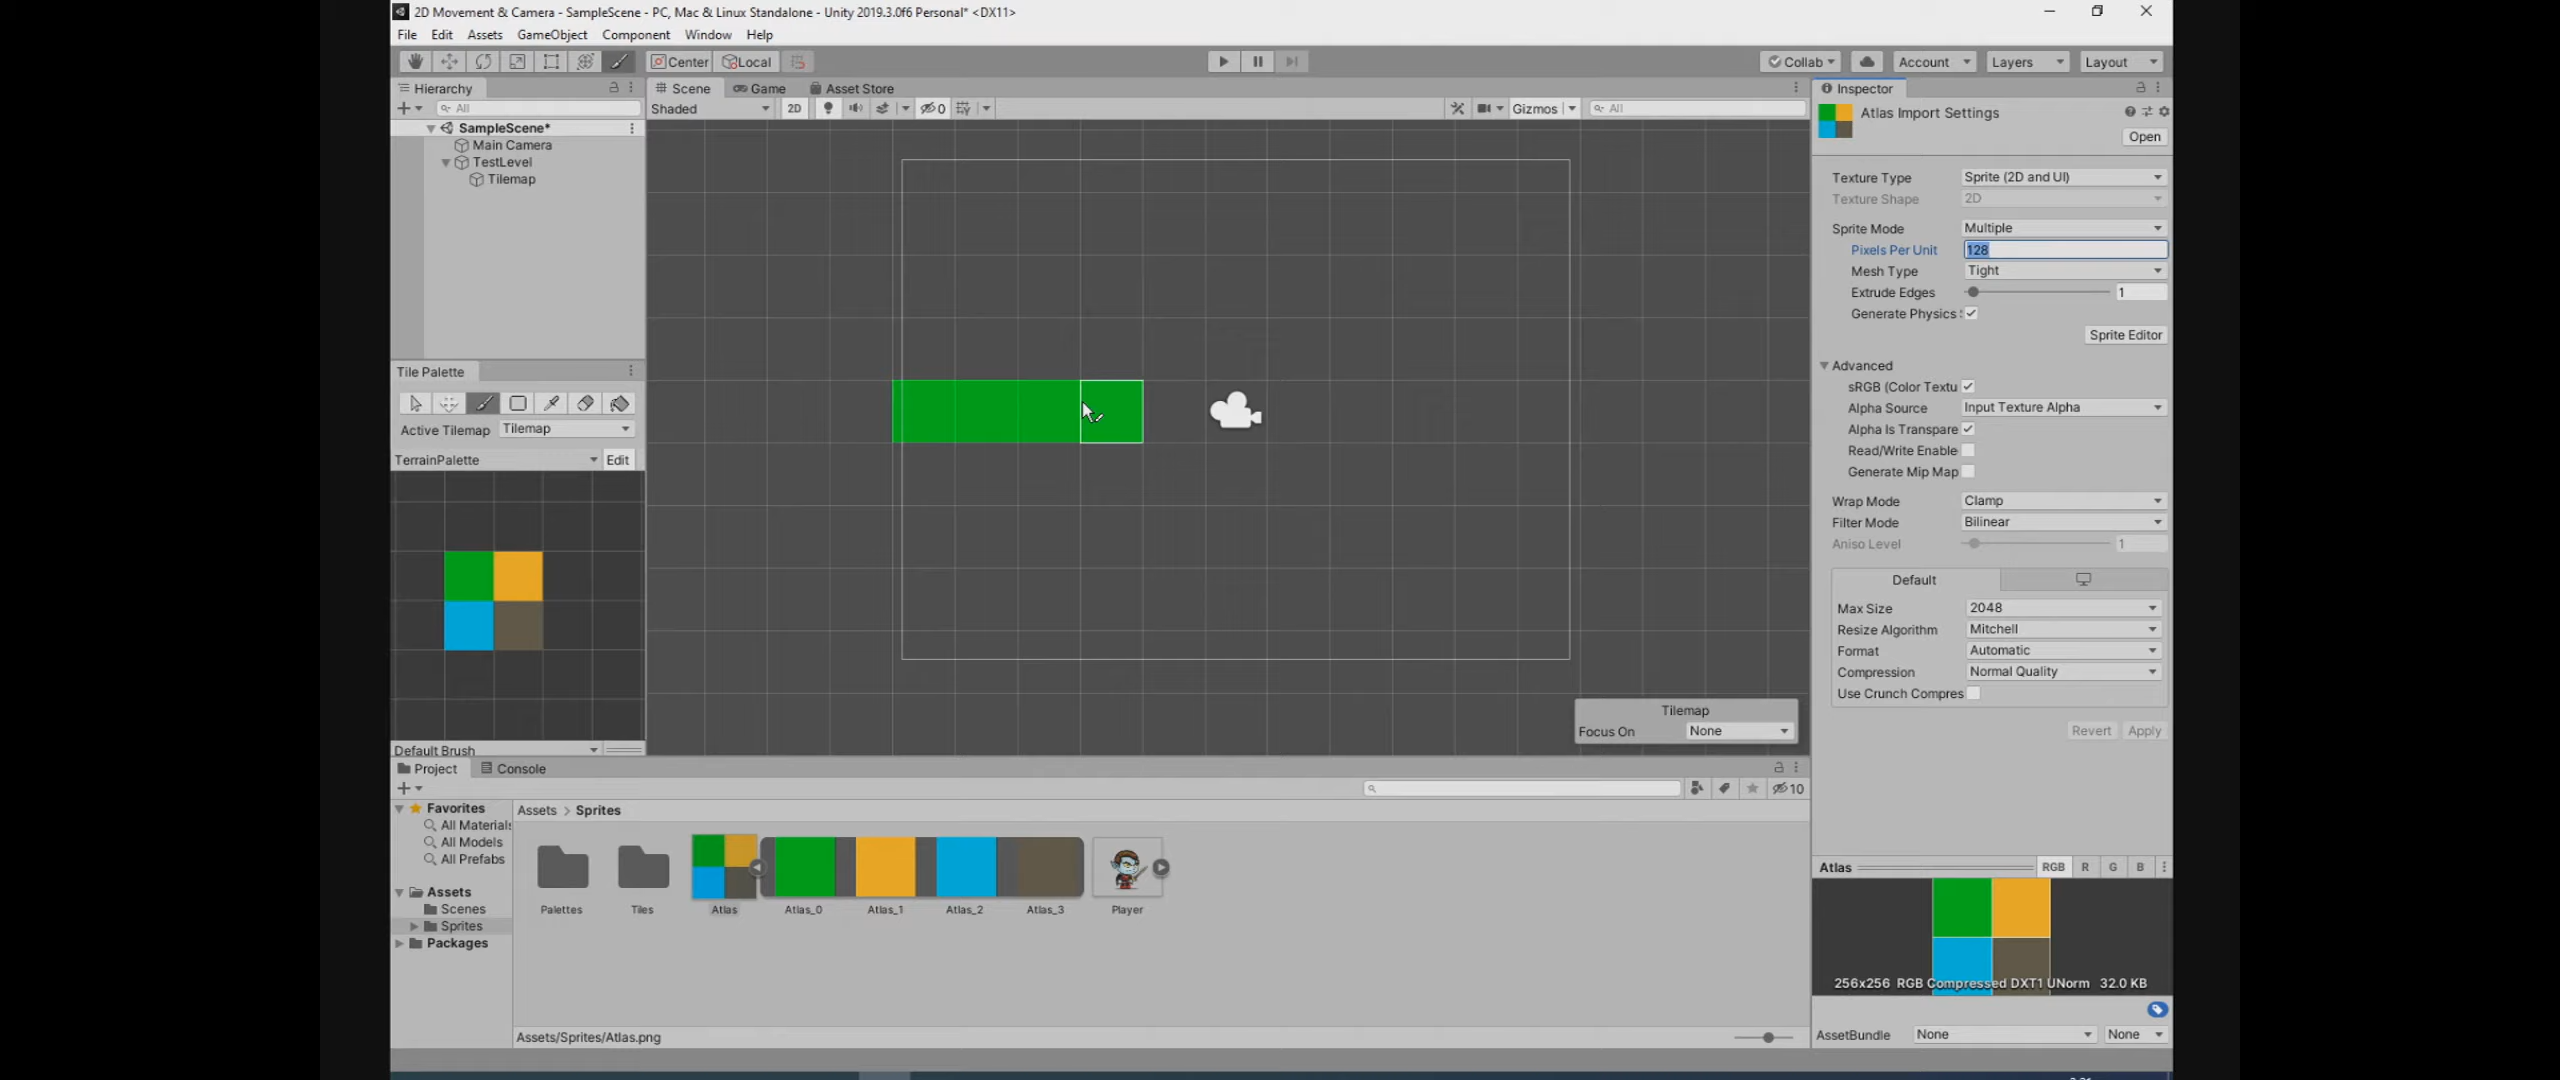 2D Movement & Camera - SampleScene - PC, Mac & Linux Standalone - Unity 2019.3.0f6 Personal* <DX11>
File Edit Assets GameObject Component Window Help
Center Local Collab Account Layers Layout
Hierarchy
All
SampleScene*
Main Camera
TestLevel
Tilemap
Scene Game Asset Store
Shaded 2D 0 Gizmos All
Tile Palette
Active Tilemap Tilemap
TerrainPalette Edit
Default Brush
Tilemap
Focus On None
Inspector
Atlas Import Settings
Open
Texture Type Sprite (2D and UI)
Texture Shape 2D
Sprite Mode Multiple
Pixels Per Unit 128
Mesh Type Tight
Extrude Edges 1
Generate Physics
Sprite Editor
Advanced
sRGB (Color Textu
Alpha Source Input Texture Alpha
Alpha Is Transpare
Read/Write Enable
Generate Mip Map
Wrap Mode Clamp
Filter Mode Bilinear
Aniso Level 1
Default
Max Size 2048
Resize Algorithm Mitchell
Format Automatic
Compression Normal Quality
Use Crunch Compres
Revert Apply
Project Console
10
Favorites
All Materials
All Models
All Prefabs
Assets
Scenes
Sprites
Packages
Assets > Sprites
Palettes Tiles Atlas Atlas_0 Atlas_1 Atlas_2 Atlas_3 Player
Assets/Sprites/Atlas.png
Atlas RGB R G B
256x256 RGB Compressed DXT1 UNorm 32.0 KB
AssetBundle None None